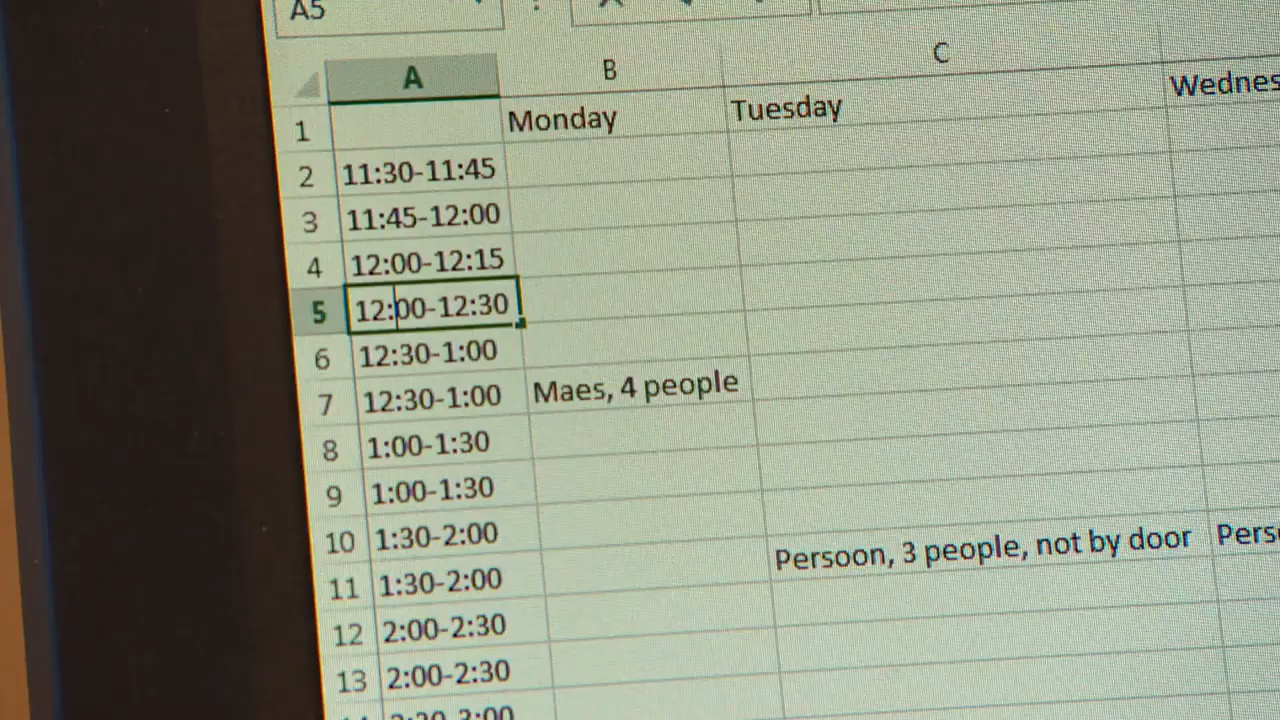 A5
A B C
1 Monday Tuesday Wednes
2 11:30-11:45
3 11:45-12:00
4 12:00-12:15
5 12:00-12:30
6 12:30-1:00
7 12:30-1:00 Maes, 4 people
8 1:00-1:30
9 1:00-1:30
10 1:30-2:00
11 1:30-2:00 Persoon, 3 people, not by door Perso
12 2:00-2:30
13 2:00-2:30